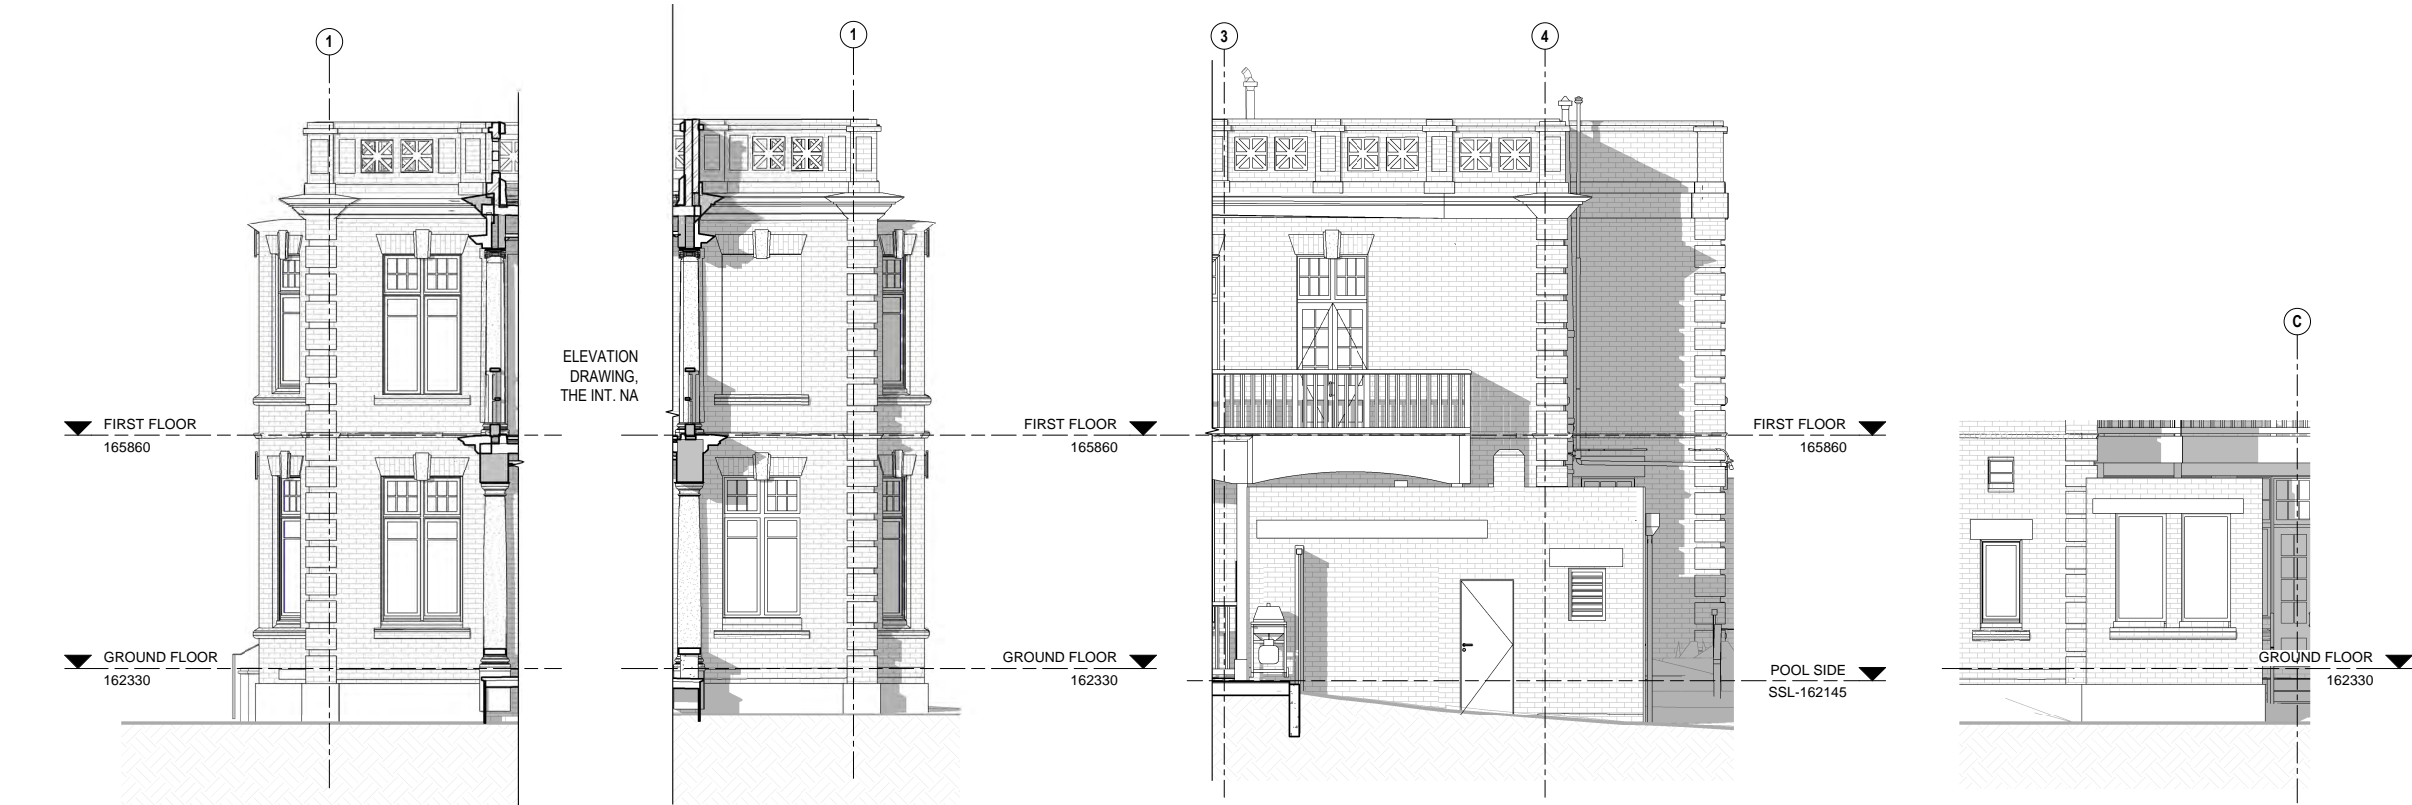 1
1
3
4
C
ELEVATION
DRAWING,
THE INT. NA
FIRST FLOOR
165860
FIRST FLOOR
165860
FIRST FLOOR
165860
GROUND FLOOR
162330
GROUND FLOOR
162330
POOL SIDE
SSL-162145
GROUND FLOOR
162330